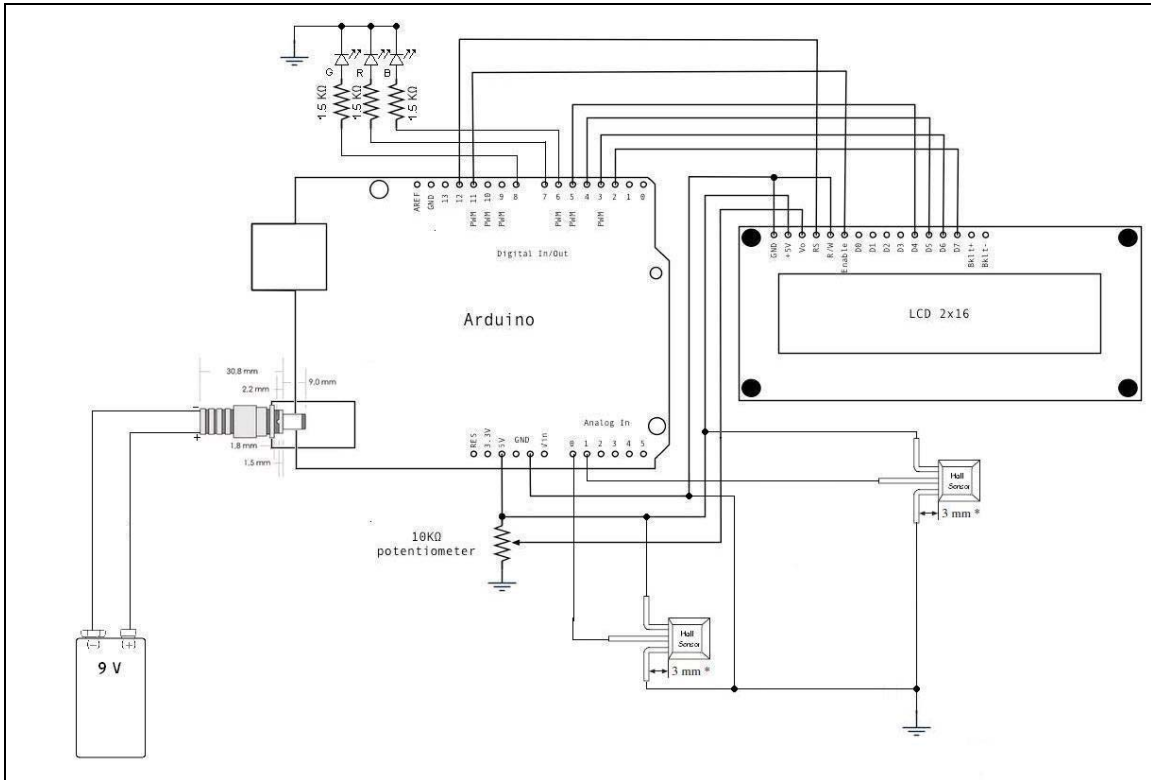 G R B
1.5 KΩ
1.5 KΩ
1.5 KΩ
AREF
GND
13
12
11
10
9
8
7
6
5
4
3
2
1
0
PWM
PWM
PWM
PWM
PWM
PWM
Digital In/Out
Arduino
GND
+5V
Vo
RS
R/W
Enable
D0
D1
D2
D3
D4
D5
D6
D7
Bklt+
Bklt-
LCD 2x16
30.8 mm
2.2 mm
9.0 mm
-
+
1.8 mm
1.5 mm
Analog In
RES
3.3V
5V
GND
Vin
0
1
2
3
4
5
Hall
Sensor
3 mm *
10KΩ
potentiometer
Hall
Sensor
3 mm *
(-) (+)
9 V